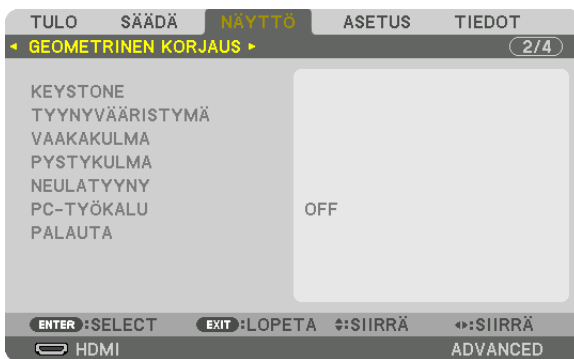 TULO SÄÄDÄ NÄYTTÖ ASETUS TIEDOT
◂ GEOMETRINEN KORJAUS ▸ 2/4
KEYSTONE
TYYNYVÄÄRISTYMÄ
VAAKAKULMA
PYSTYKULMA
NEULATYYNY
PC-TYÖKALU OFF
PALAUTA
ENTER :SELECT EXIT :LOPETA ♦:SIIRRÄ ◂▸:SIIRRÄ
HDMI ADVANCED